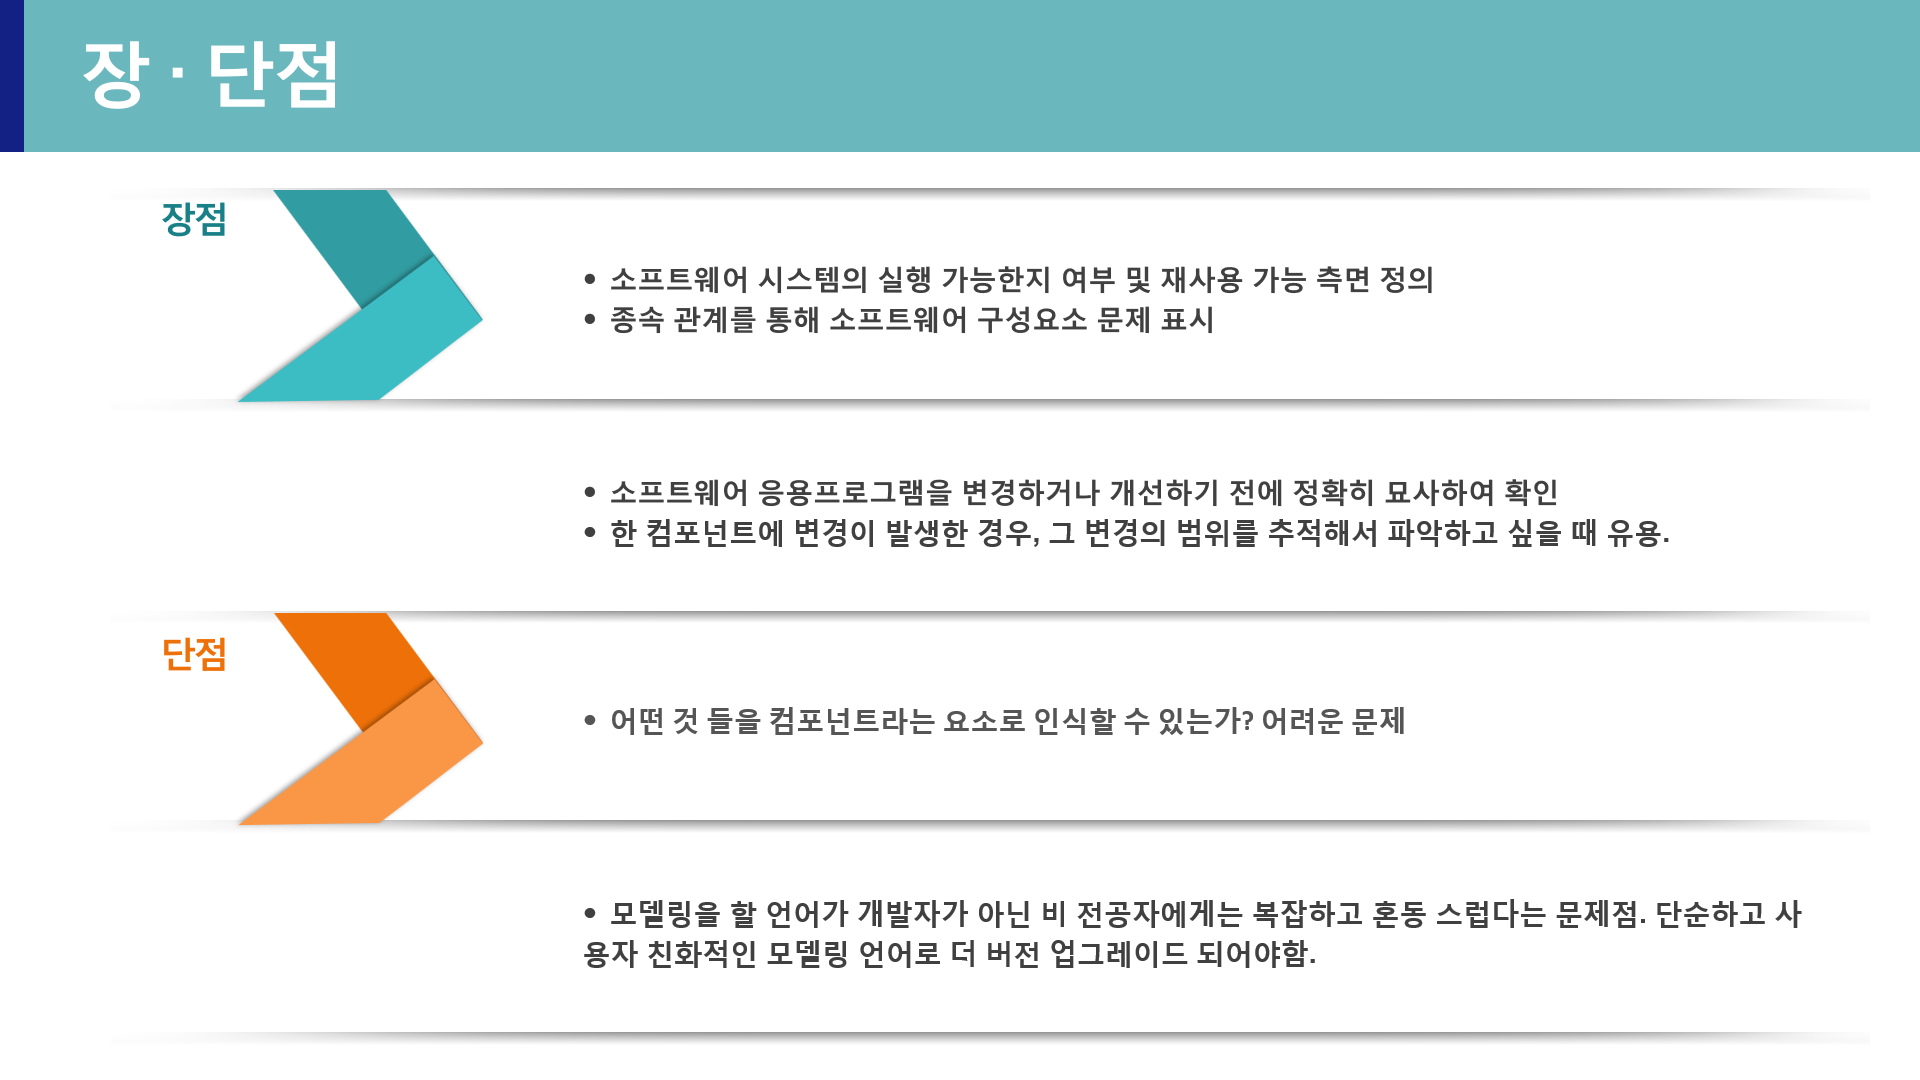 장 · 단점
장점
• 소프트웨어 시스템의 실행 가능한지 여부 및 재사용 가능 측면 정의
• 종속 관계를 통해 소프트웨어 구성요소 문제 표시
• 소프트웨어 응용프로그램을 변경하거나 개선하기 전에 정확히 묘사하여 확인
• 한 컴포넌트에 변경이 발생한 경우, 그 변경의 범위를 추적해서 파악하고 싶을 때 유용.
단점
• 어떤 것 들을 컴포넌트라는 요소로 인식할 수 있는가? 어려운 문제
• 모델링을 할 언어가 개발자가 아닌 비 전공자에게는 복잡하고 혼동 스럽다는 문제점. 단순하고 사
용자 친화적인 모델링 언어로 더 버전 업그레이드 되어야함.